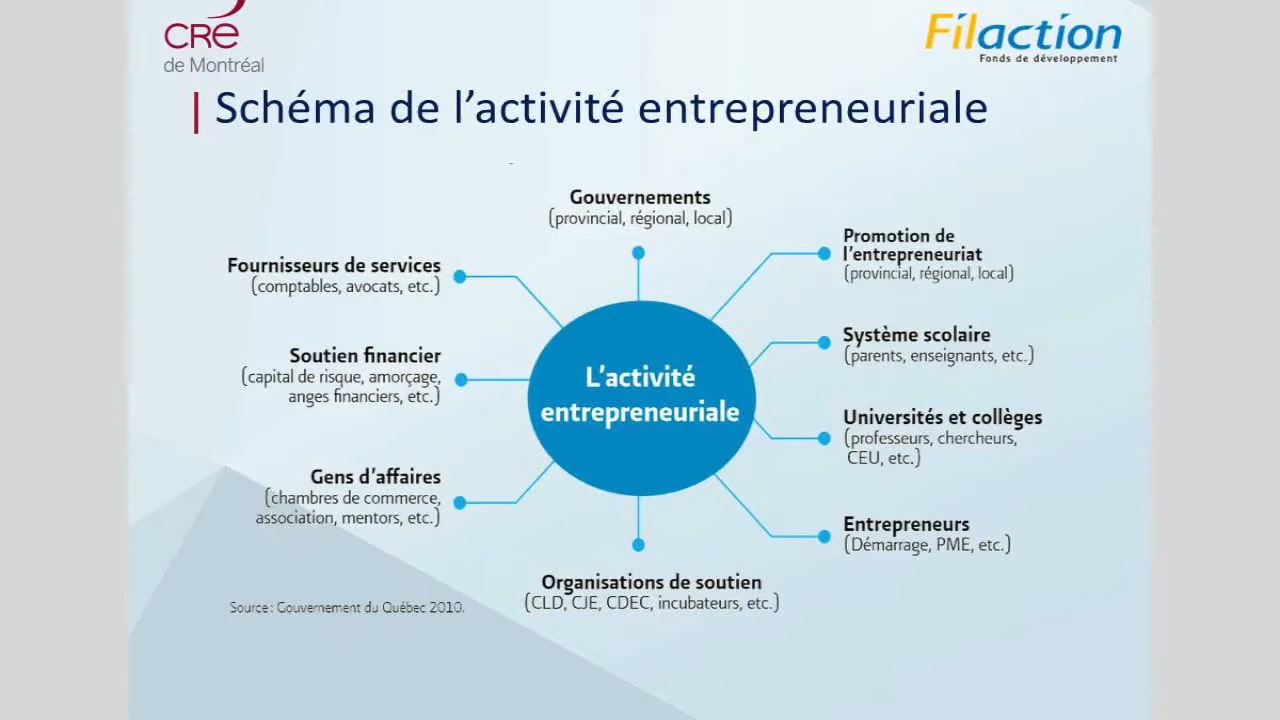 CRé
de Montréal
Filaction
Fonds de développement
Schéma de l'activité entrepreneuriale
Gouvernements
(provincial, régional, local)
Promotion de
l'entrepreneuriat
(provincial, régional, local)
Fournisseurs de services
(comptables, avocats, etc.)
Système scolaire
(parents, enseignants, etc.)
Soutien financier
(capital de risque, amorçage,
anges financiers, etc.)
L'activité
entrepreneuriale
Universités et collèges
(professeurs, chercheurs,
CEU, etc.)
Gens d'affaires
(chambres de commerce,
association, mentors, etc.)
Entrepreneurs
(Démarrage, PME, etc.)
Organisations de soutien
(CLD, CJE, CDEC, incubateurs, etc.)
Source : Gouvernement du Québec 2010.